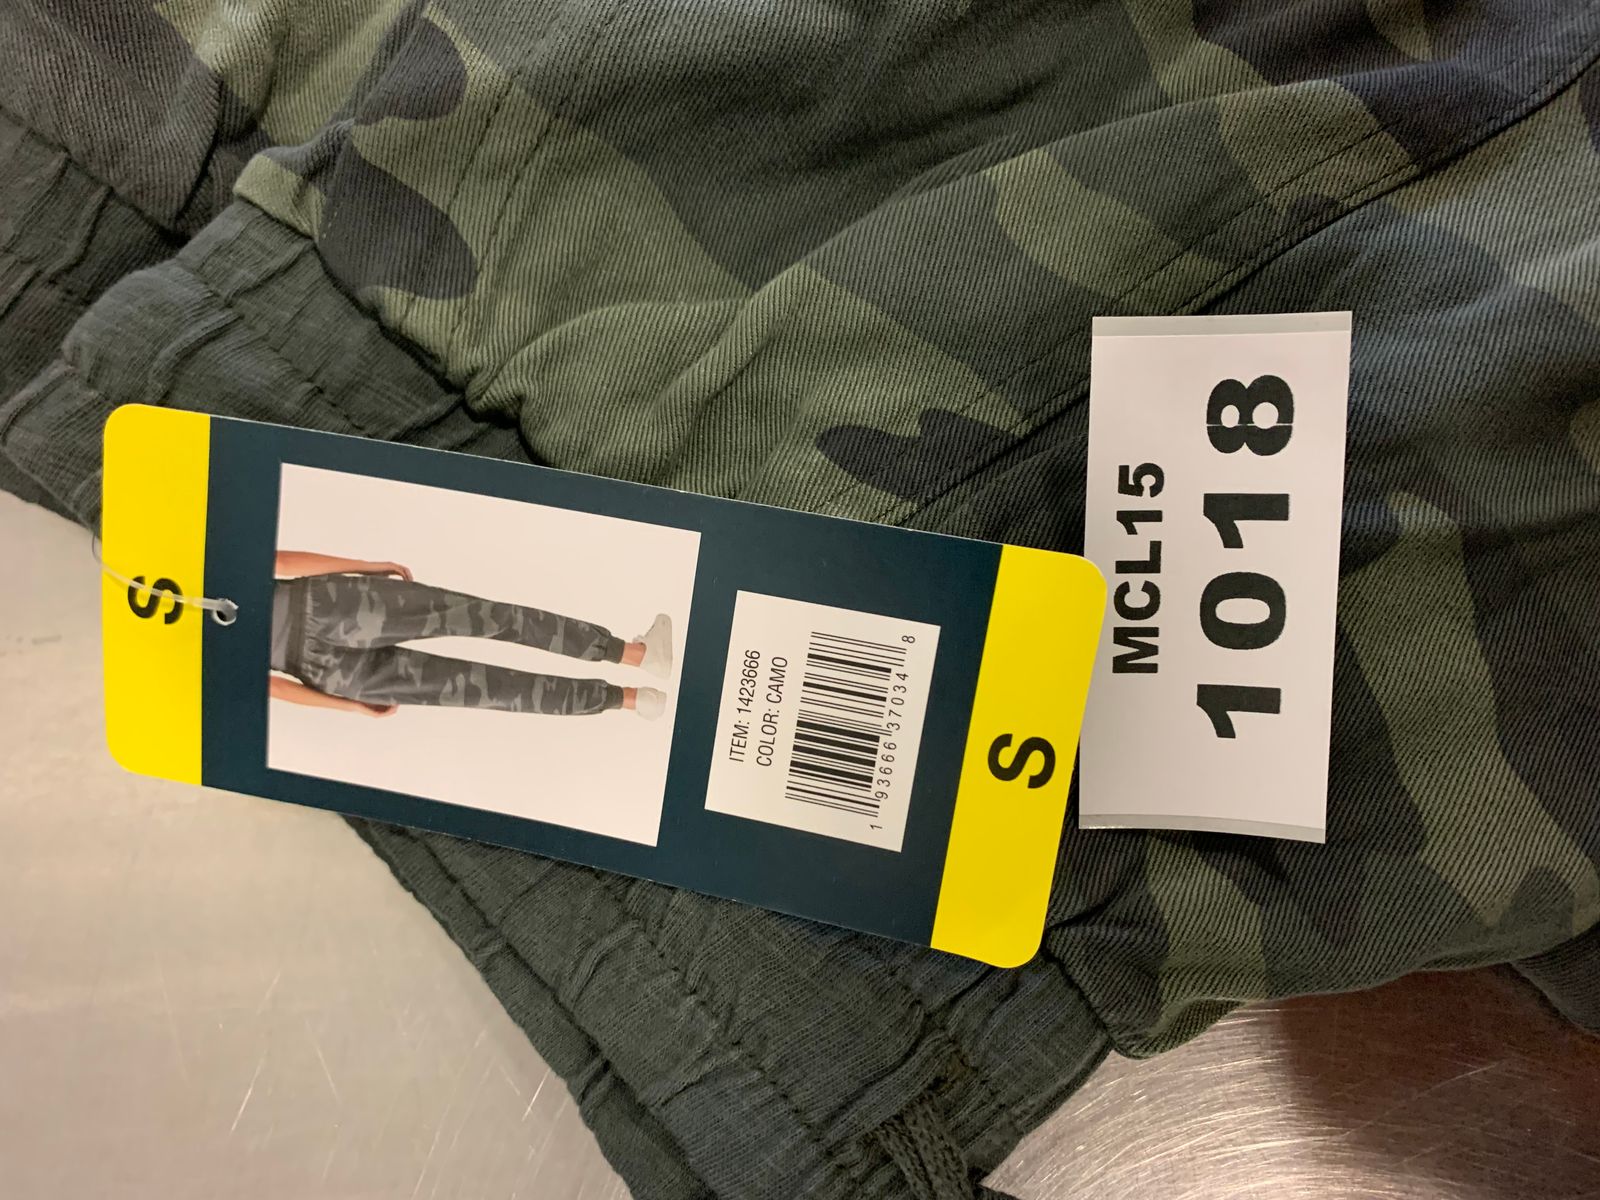 S
ITEM: 1423666
COLOR: CAMO
1 93666 37034 8
S
MCL15
1018